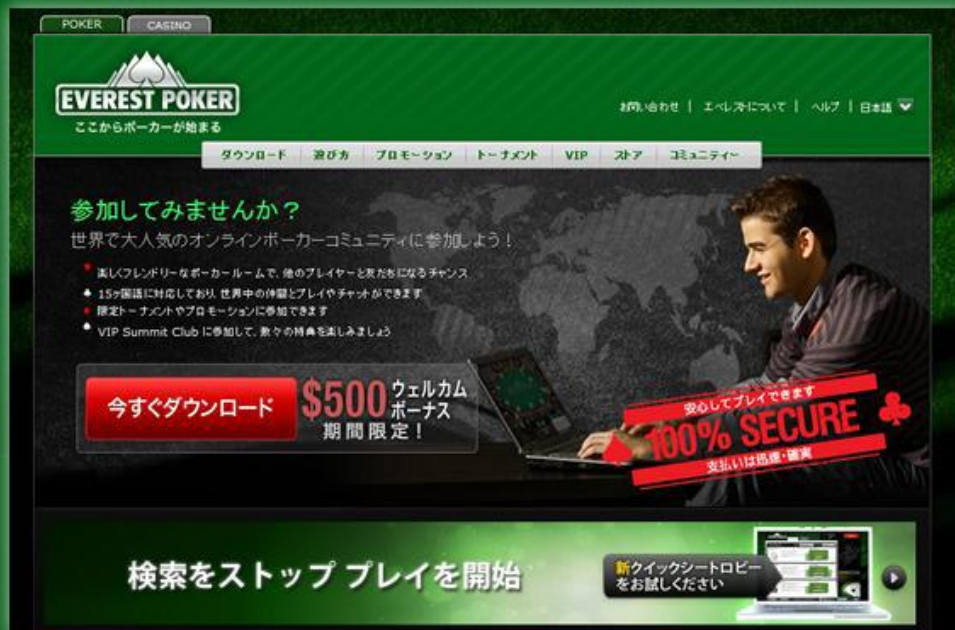 POKER CASINO
EVEREST POKER
ここからポーカーが始まる
お問い合わせ | エベレストについて | ヘルプ | 日本語
ダウンロード 遊び方 プロモーション トーナメント VIP ストア コミュニティー
参加してみませんか？
世界で大人気のオンラインポーカーコミュニティに参加しよう！
楽しくフレンドリーなポーカールームで、他のプレイヤーと友だちになるチャンス
15ヶ国語に対応しており、世界中の仲間とプレイやチャットができます
限定トーナメントやプロモーションに参加できます
VIP Summit Club に参加して、数々の特典を楽しみましょう
今すぐダウンロード
$500 ウェルカム
ボーナス
期間限定！
安心してプレイできます
100% SECURE
支払いは迅速・確実
検索をストップ プレイを開始
新クイックシートロビー
をお試しください